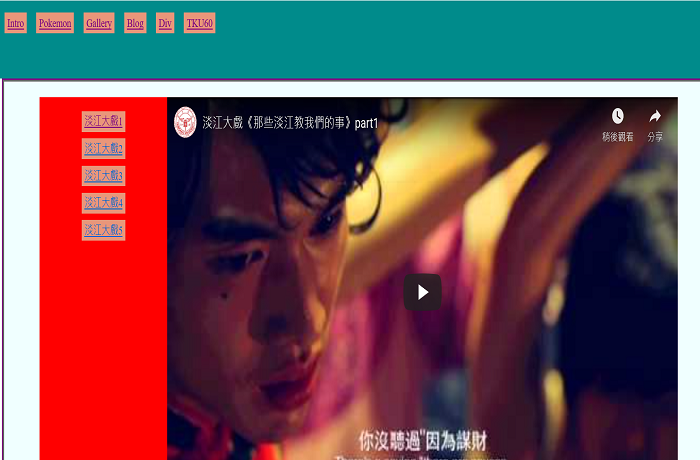 Intro Pokemon Gallery Blog Div TKU60
淡江大戲1
淡江大戲2
淡江大戲3
淡江大戲4
淡江大戲5
淡江大戲《那些淡江教我們的事》part1
稍後觀看 分享
你沒聽過"因為謀財